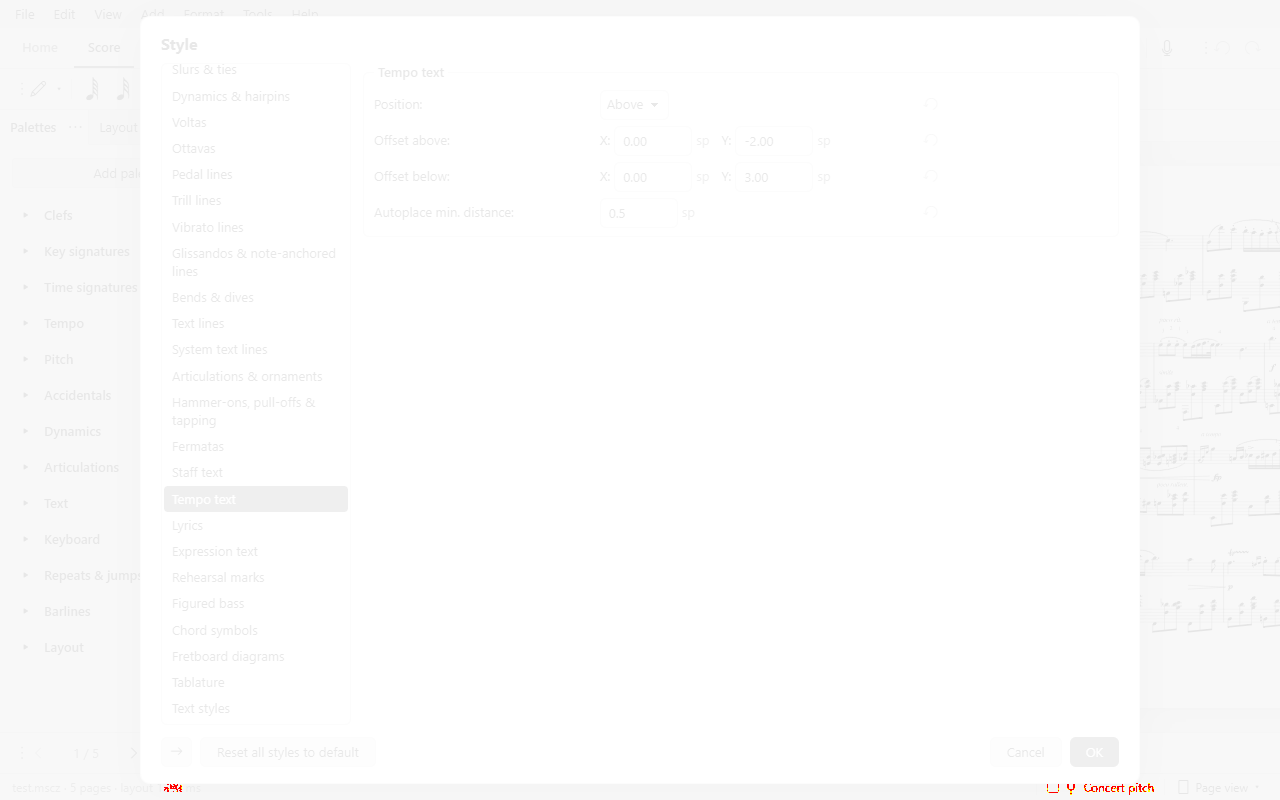 File Edit View Add Format Tools Help
Style
Home Score
Slurs & ties
Dynamics & hairpins
Voltas
Ottavas
Pedal lines
Trill lines
Vibrato lines
Glissandos & note-anchored
lines
Bends & dives
Text lines
System text lines
Articulations & ornaments
Hammer-ons, pull-offs &
tapping
Fermatas
Staff text
Tempo text
Lyrics
Expression text
Rehearsal marks
Figured bass
Chord symbols
Fretboard diagrams
Tablature
Text styles
Tempo text
Position: Above
Offset above: X: 0.00 sp Y: -2.00 sp
Offset below: X: 0.00 sp Y: 3.00 sp
Autoplace min. distance: 0.5 sp
Palettes Layout
Add
Clefs
Key signatures
Time signatures
Tempo
Pitch
Accidentals
Dynamics
Articulations
Text
Keyboard
Repeats & jumps
Barlines
Layout
1 / 5
Reset all styles to default
Cancel OK
test.mscz · 5 pages · layout
Concert pitch Page view